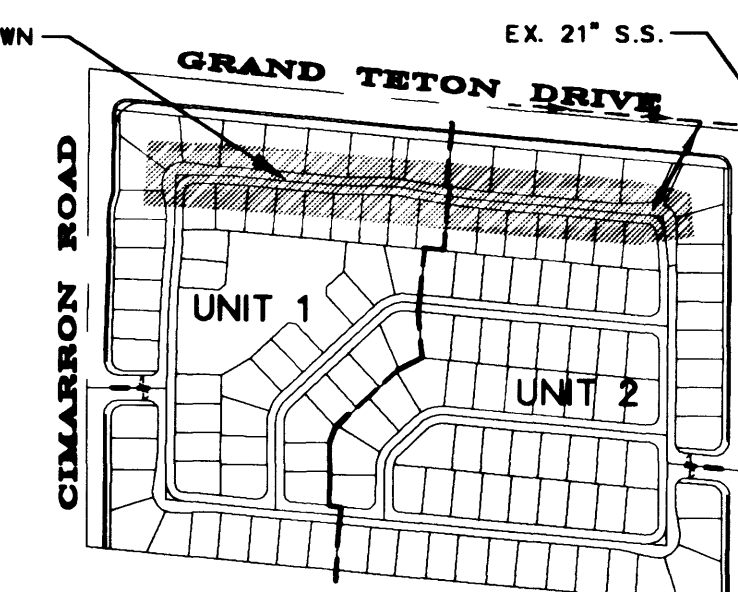 WN
EX. 21" S.S.
GRAND TETON DRIVE
CIMARRON ROAD
UNIT 1
UNIT 2